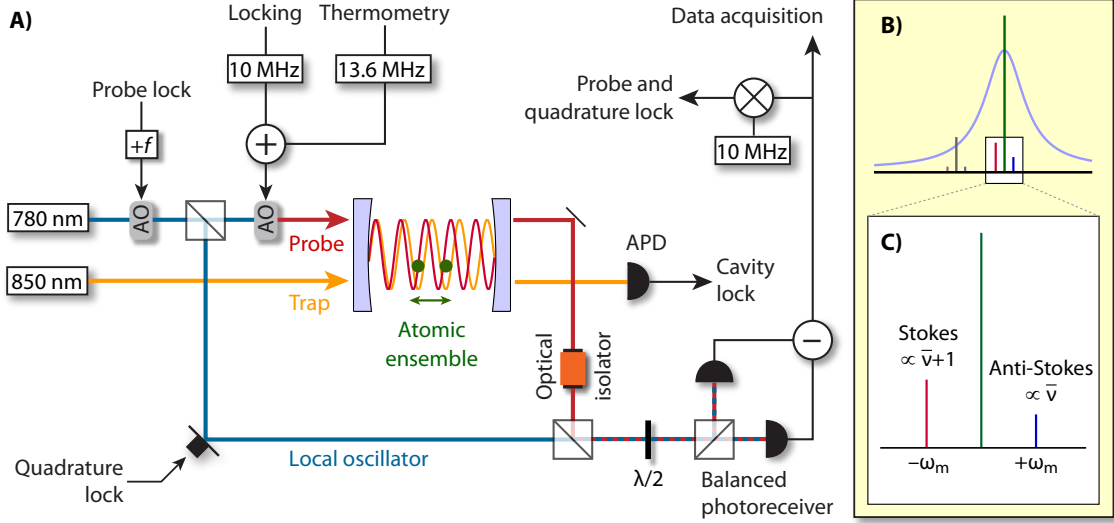 A)
Locking
Thermometry
10 MHz
13.6 MHz
Probe lock
+f
AO
AO
780 nm
850 nm
Probe
Trap
Atomic
ensemble
APD
Cavity
lock
Data acquisition
Probe and
quadrature lock
10 MHz
Optical
isolator
Quadrature
lock
Local oscillator
λ/2
Balanced
photoreceiver
B)
C)
Stokes
∝ ν̅+1
Anti-Stokes
∝ ν̅
−ωm
+ωm